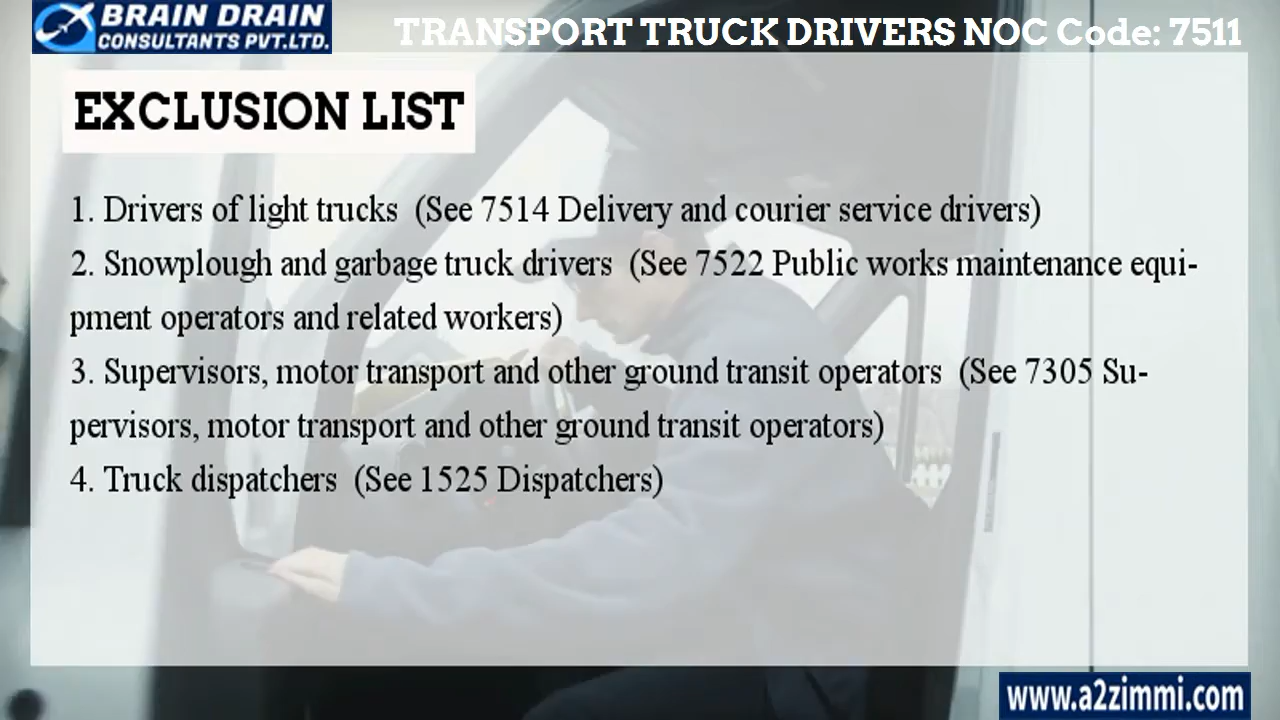 BRAIN DRAIN
CONSULTANTS PVT.LTD.
TRANSPORT TRUCK DRIVERS NOC Code: 7511
EXCLUSION LIST
1. Drivers of light trucks  (See 7514 Delivery and courier service drivers)
2. Snowplough and garbage truck drivers  (See 7522 Public works maintenance equi-
pment operators and related workers)
3. Supervisors, motor transport and other ground transit operators  (See 7305 Su-
pervisors, motor transport and other ground transit operators)
4. Truck dispatchers  (See 1525 Dispatchers)
www.a2zimmi.com